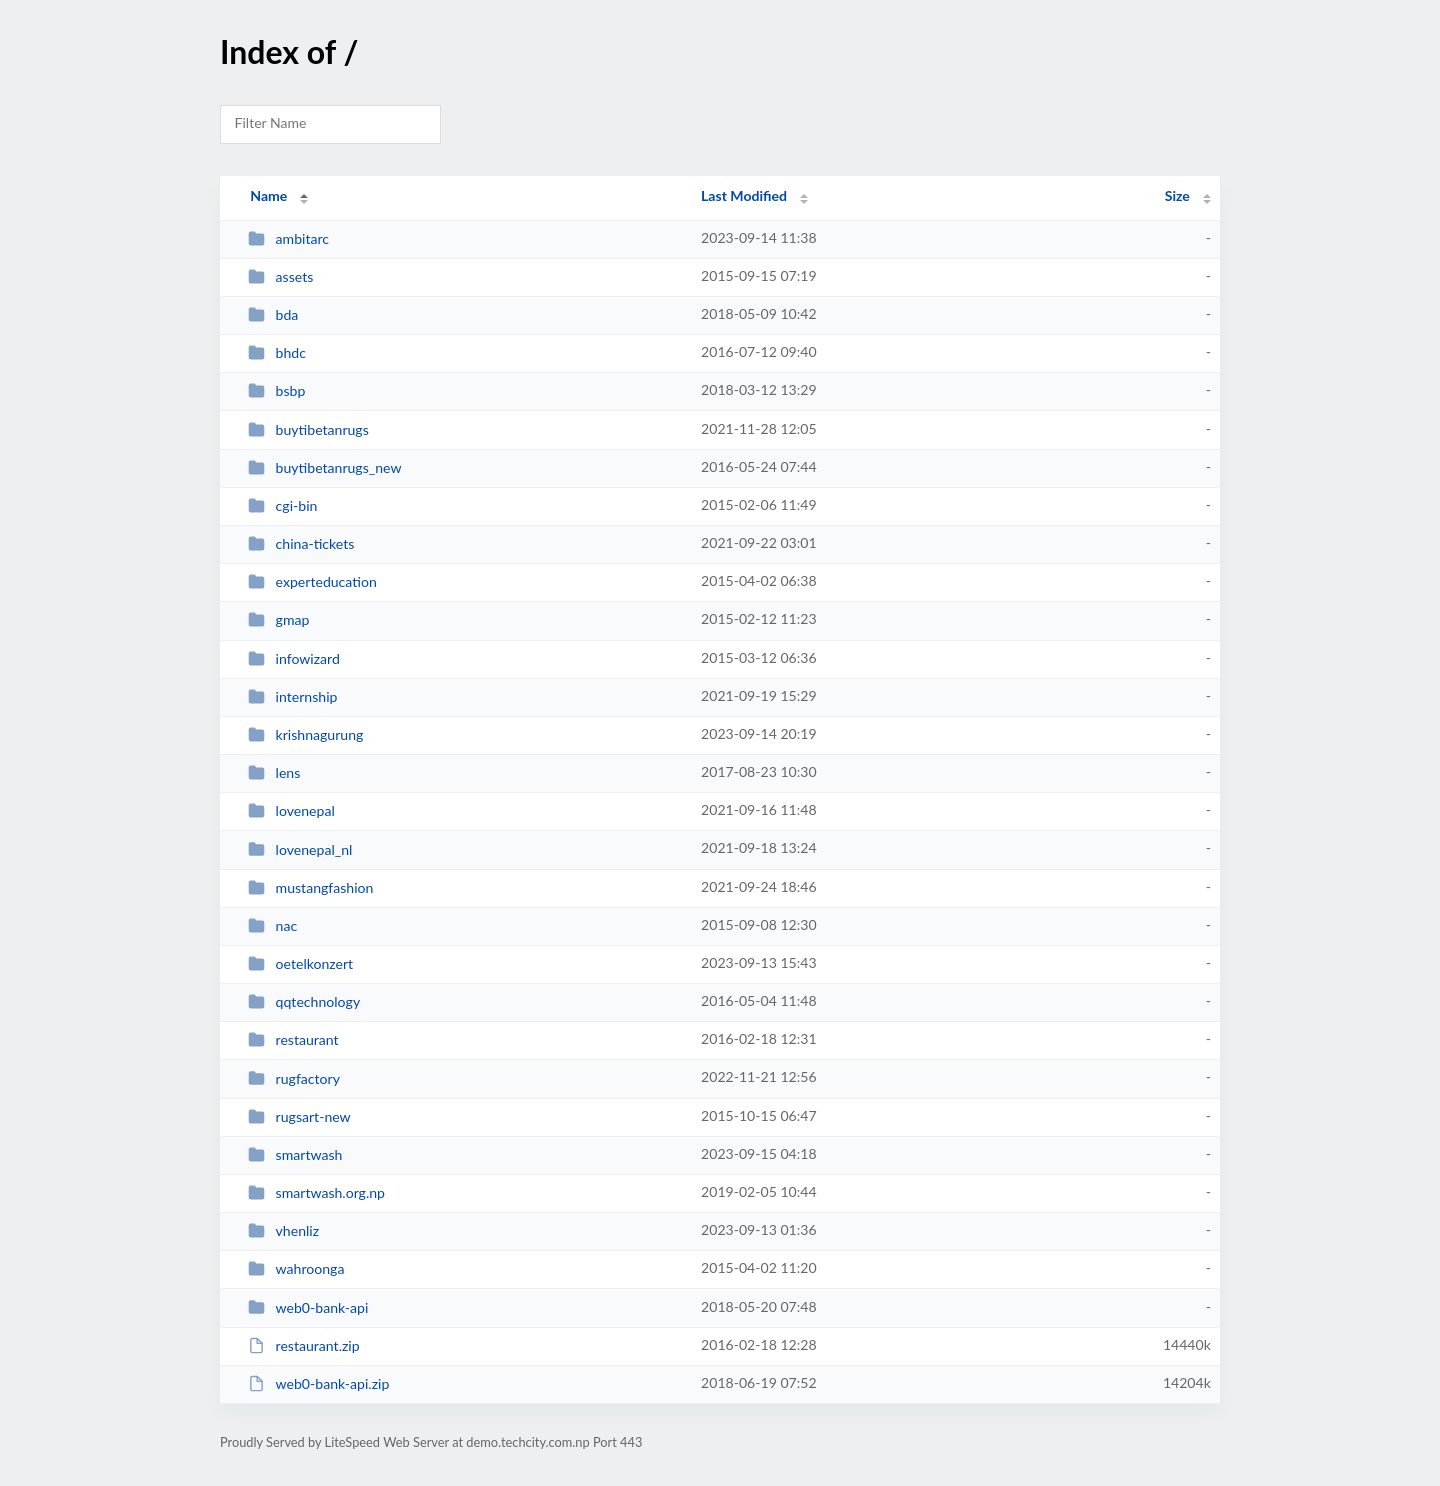 Index of /
Filter Name
Name Last Modified Size
ambitarc 2023-09-14 11:38 -
assets 2015-09-15 07:19 -
bda 2018-05-09 10:42 -
bhdc 2016-07-12 09:40 -
bsbp 2018-03-12 13:29 -
buytibetanrugs 2021-11-28 12:05 -
buytibetanrugs_new 2016-05-24 07:44 -
cgi-bin 2015-02-06 11:49 -
china-tickets 2021-09-22 03:01 -
experteducation 2015-04-02 06:38 -
gmap 2015-02-12 11:23 -
infowizard 2015-03-12 06:36 -
internship 2021-09-19 15:29 -
krishnagurung 2023-09-14 20:19 -
lens 2017-08-23 10:30 -
lovenepal 2021-09-16 11:48 -
lovenepal_nl 2021-09-18 13:24 -
mustangfashion 2021-09-24 18:46 -
nac 2015-09-08 12:30 -
oetelkonzert 2023-09-13 15:43 -
qqtechnology 2016-05-04 11:48 -
restaurant 2016-02-18 12:31 -
rugfactory 2022-11-21 12:56 -
rugsart-new 2015-10-15 06:47 -
smartwash 2023-09-15 04:18 -
smartwash.org.np 2019-02-05 10:44 -
vhenliz 2023-09-13 01:36 -
wahroonga 2015-04-02 11:20 -
web0-bank-api 2018-05-20 07:48 -
restaurant.zip 2016-02-18 12:28 14440k
web0-bank-api.zip 2018-06-19 07:52 14204k
Proudly Served by LiteSpeed Web Server at demo.techcity.com.np Port 443